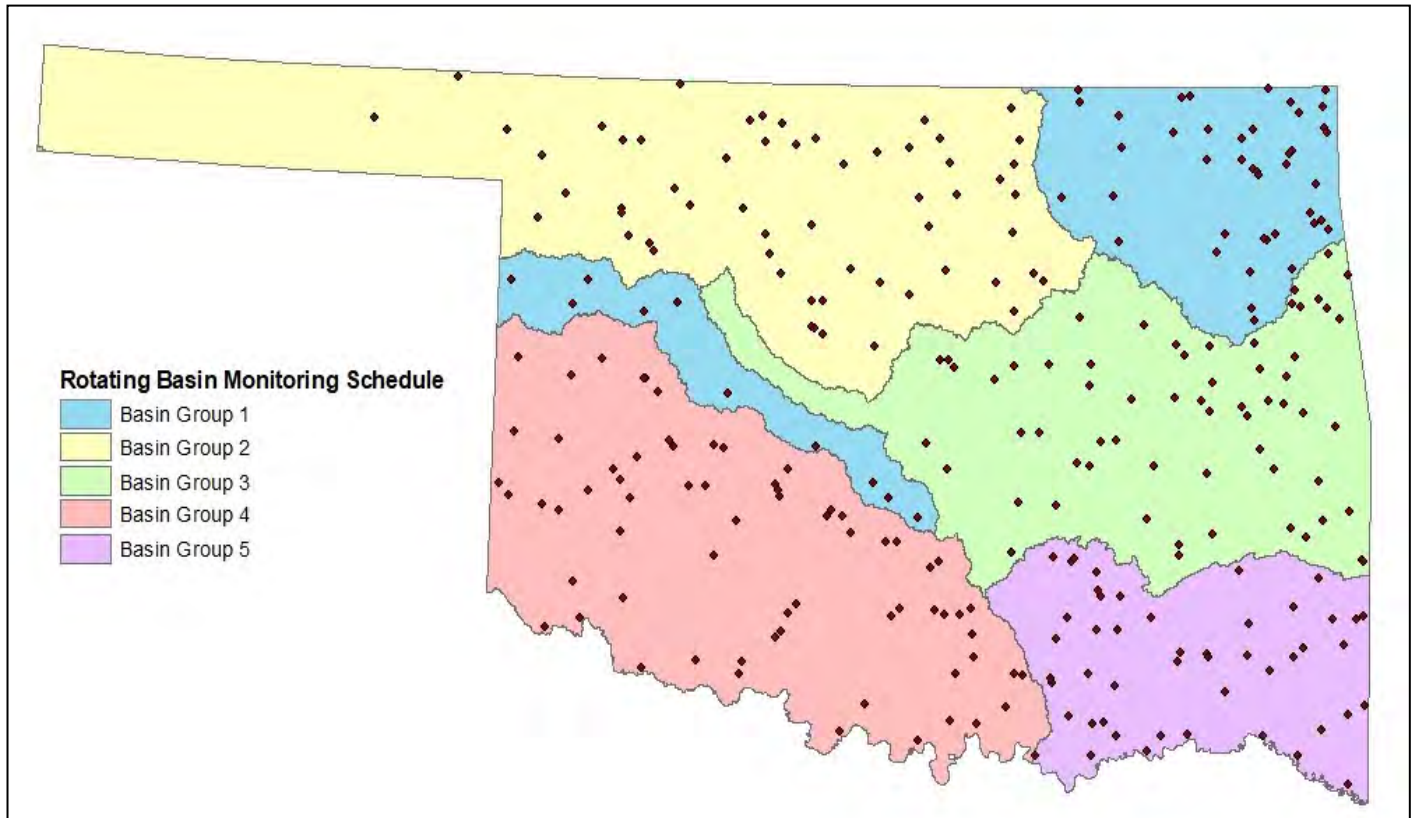 Rotating Basin Monitoring Schedule
Basin Group 1
Basin Group 2
Basin Group 3
Basin Group 4
Basin Group 5